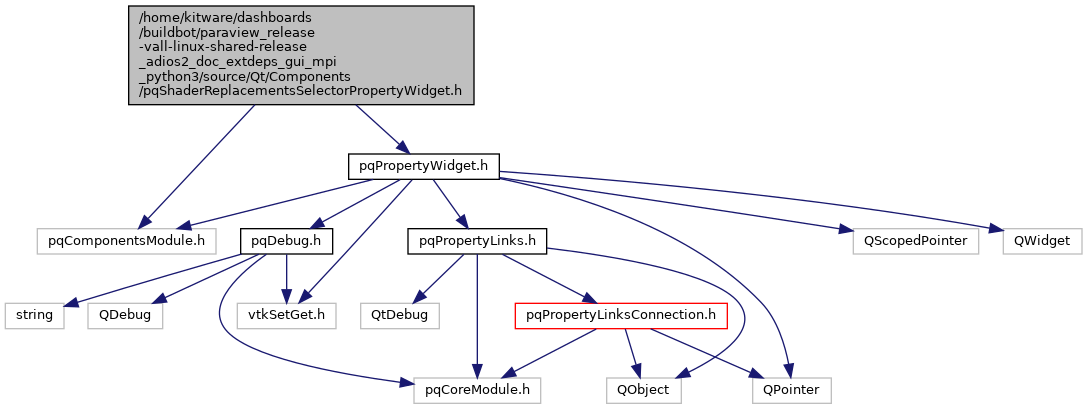 /home/kitware/dashboards
/buildbot/paraview_release
-vall-linux-shared-release
_adios2_doc_extdeps_gui_mpi
_python3/source/Qt/Components
/pqShaderReplacementsSelectorPropertyWidget.h
pqPropertyWidget.h
pqComponentsModule.h
pqDebug.h
pqPropertyLinks.h
QScopedPointer
QWidget
string
QDebug
vtkSetGet.h
QtDebug
pqPropertyLinksConnection.h
pqCoreModule.h
QObject
QPointer